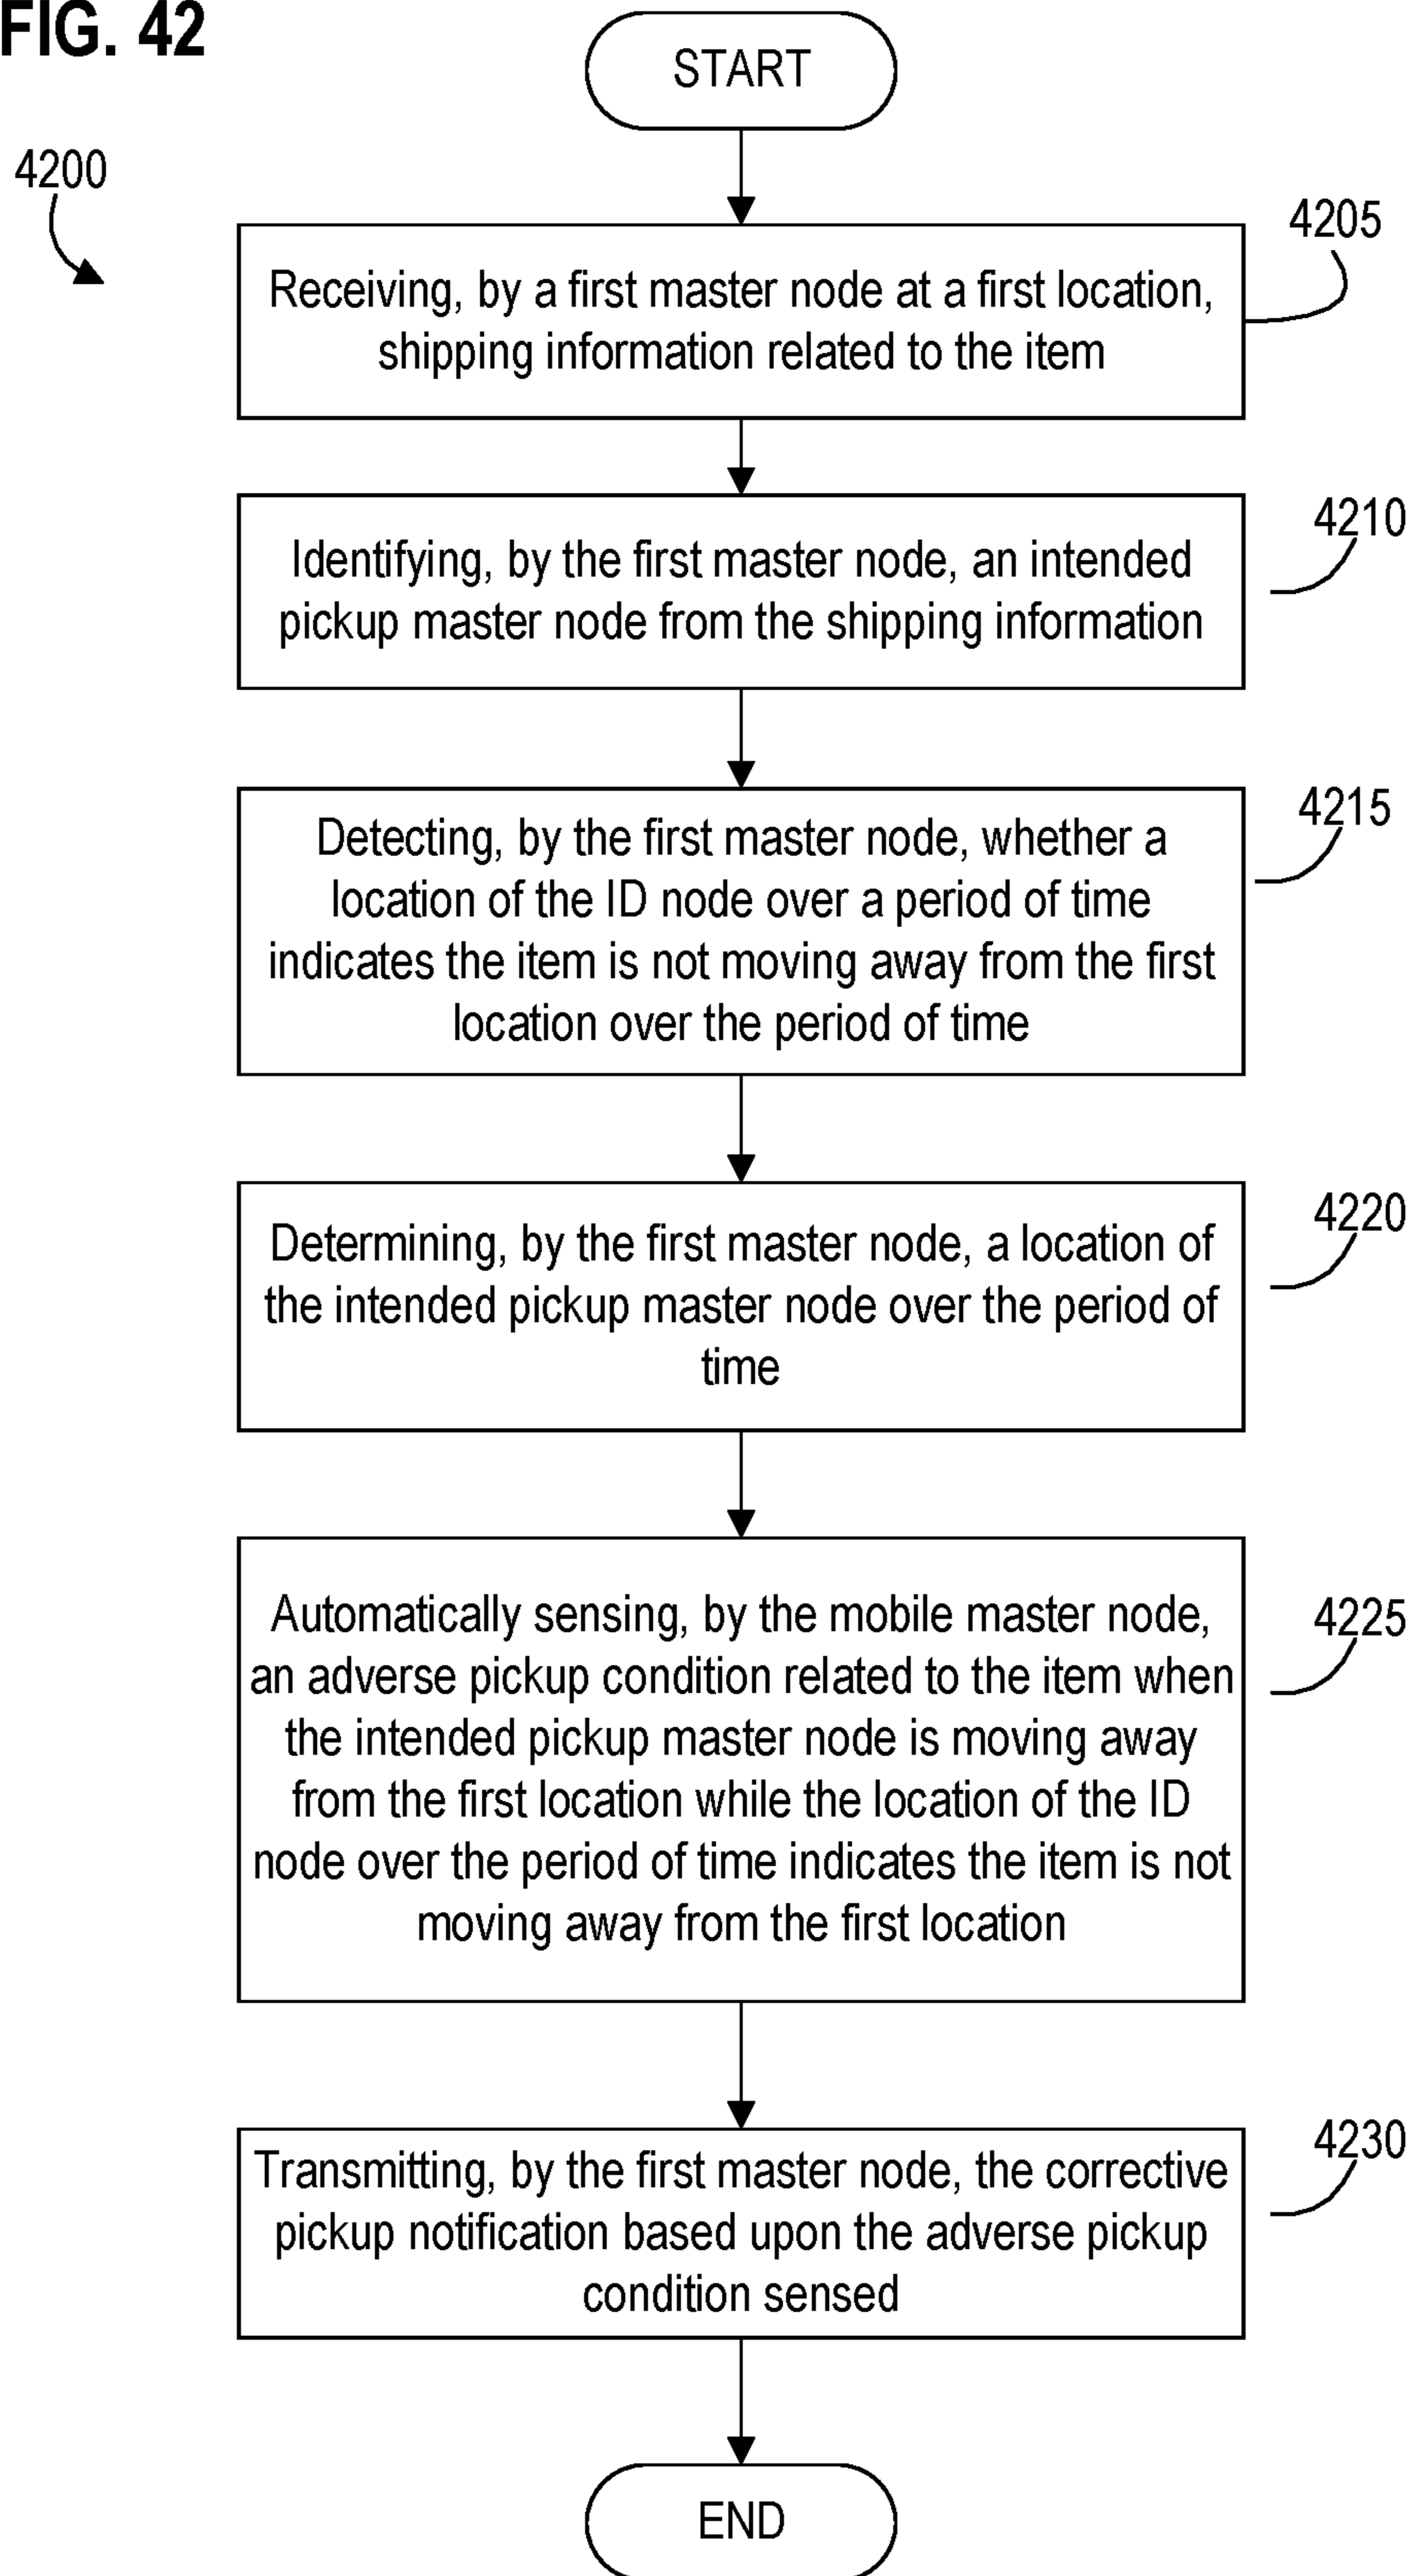 FIG. 42
START
4200
4205
Receiving, by a first master node at a first location,
shipping information related to the item
4210
Identifying, by the first master node, an intended
pickup master node from the shipping information
4215
Detecting, by the first master node, whether a
location of the ID node over a period of time
indicates the item is not moving away from the first
location over the period of time
4220
Determining, by the first master node, a location of
the intended pickup master node over the period of
time
4225
Automatically sensing, by the mobile master node,
an adverse pickup condition related to the item when
the intended pickup master node is moving away
from the first location while the location of the ID
node over the period of time indicates the item is not
moving away from the first location
4230
Transmitting, by the first master node, the corrective
pickup notification based upon the adverse pickup
condition sensed
END